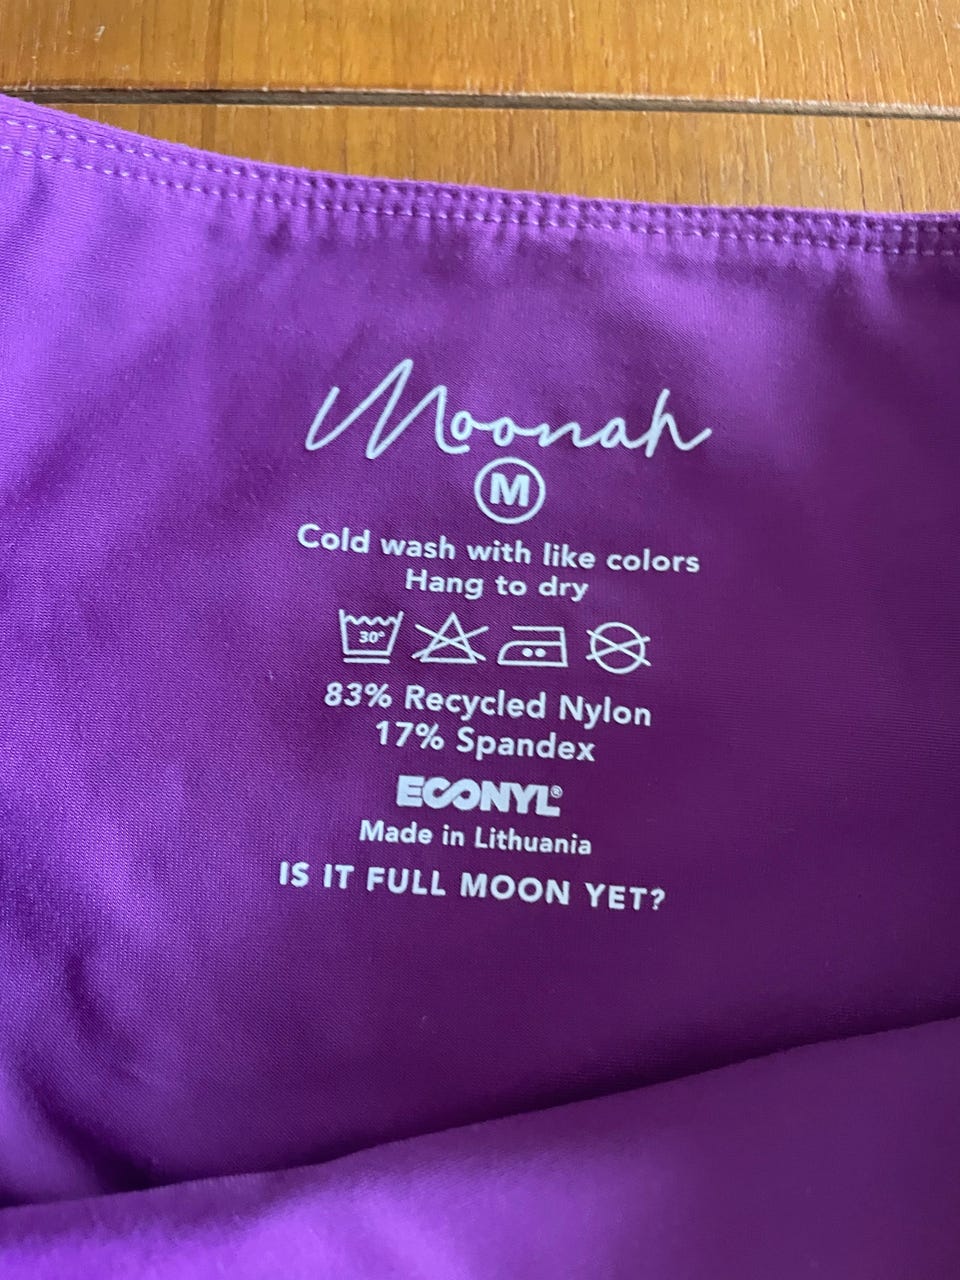 Moonah
M
Cold wash with like colors
Hang to dry
30°
83% Recycled Nylon
17% Spandex
ECONYL®
Made in Lithuania
IS IT FULL MOON YET?